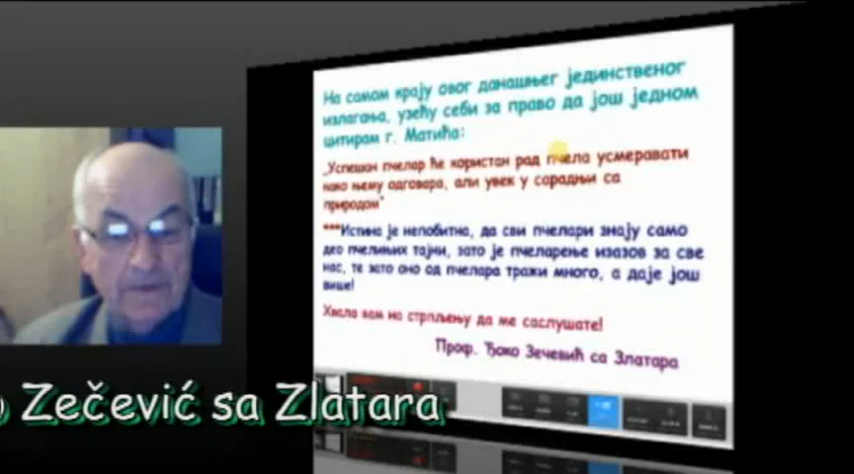 На самом крају овог данашњег јединственог
излагања, узећу себи за право да још једном
цитирам г. Матића:
„Успешан пчелар ће користан рад пчела усмеравати
како њему одговара, али увек у сарадњи са
природом"
***Истина је непобитна, да сви пчелари знају само
део пчелињих тајни, зато је пчеларење изазов за све
нас, те зато оно од пчелара тражи много, а даје још
више!
Хвала вам на стрпљењу да ме саслушате!
Проф. Ђоко Зечевић са Златара
Zečević sa Zlatara